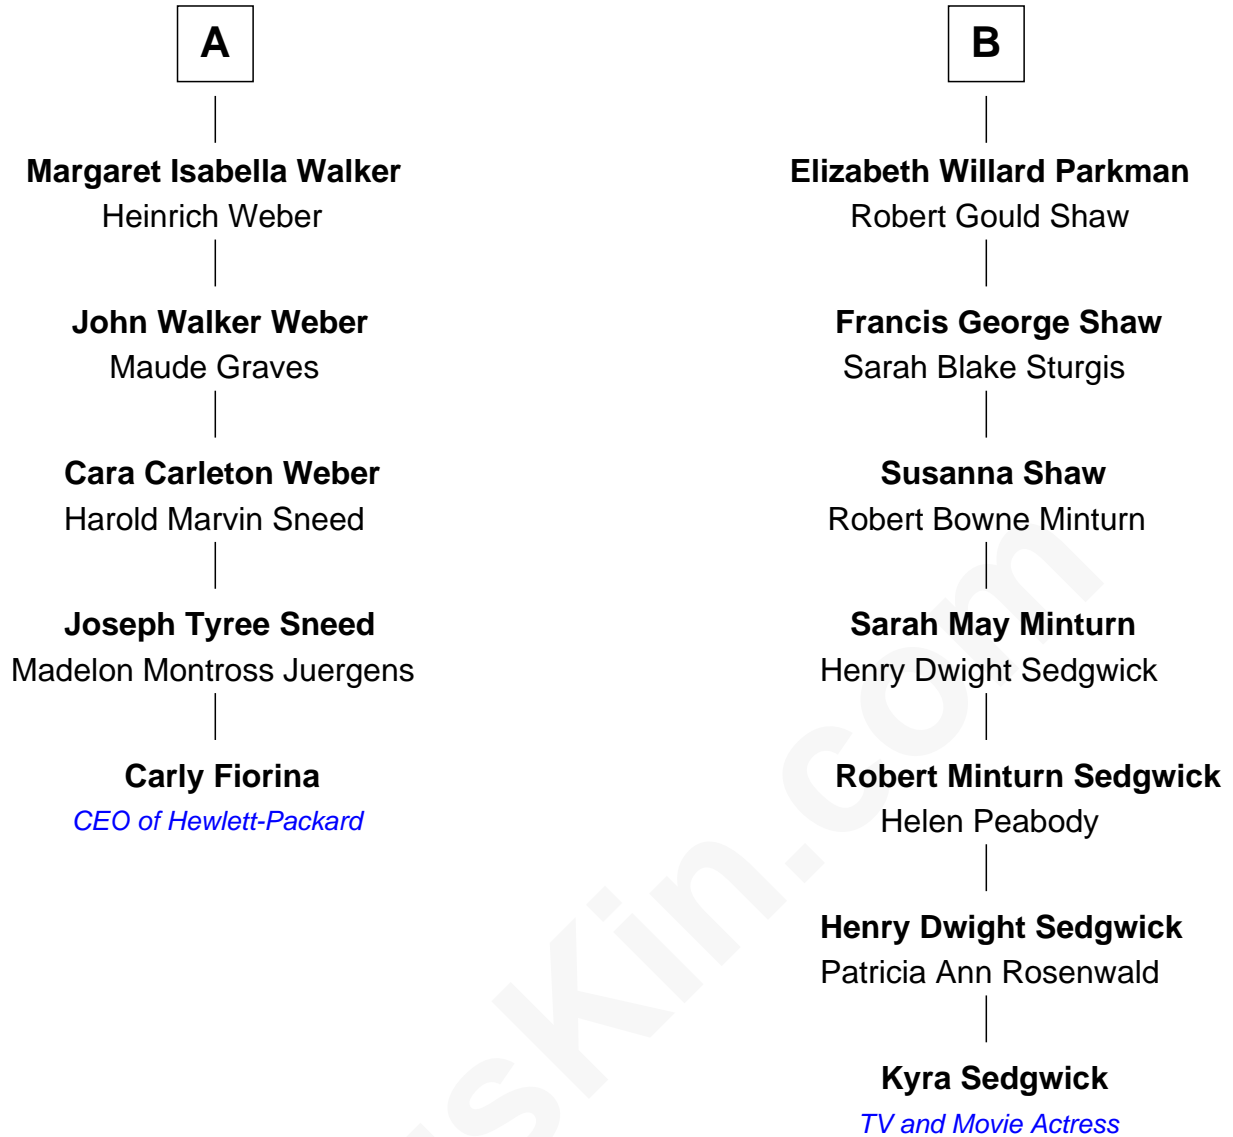 A
Margaret Isabella Walker
Heinrich Weber
John Walker Weber
Maude Graves
Cara Carleton Weber
Harold Marvin Sneed
Joseph Tyree Sneed
Madelon Montross Juergens
Carly Fiorina
CEO of Hewlett-Packard
B
Elizabeth Willard Parkman
Robert Gould Shaw
Francis George Shaw
Sarah Blake Sturgis
Susanna Shaw
Robert Bowne Minturn
Sarah May Minturn
Henry Dwight Sedgwick
Robert Minturn Sedgwick
Helen Peabody
Henry Dwight Sedgwick
Patricia Ann Rosenwald
Kyra Sedgwick
TV and Movie Actress
usKin.com